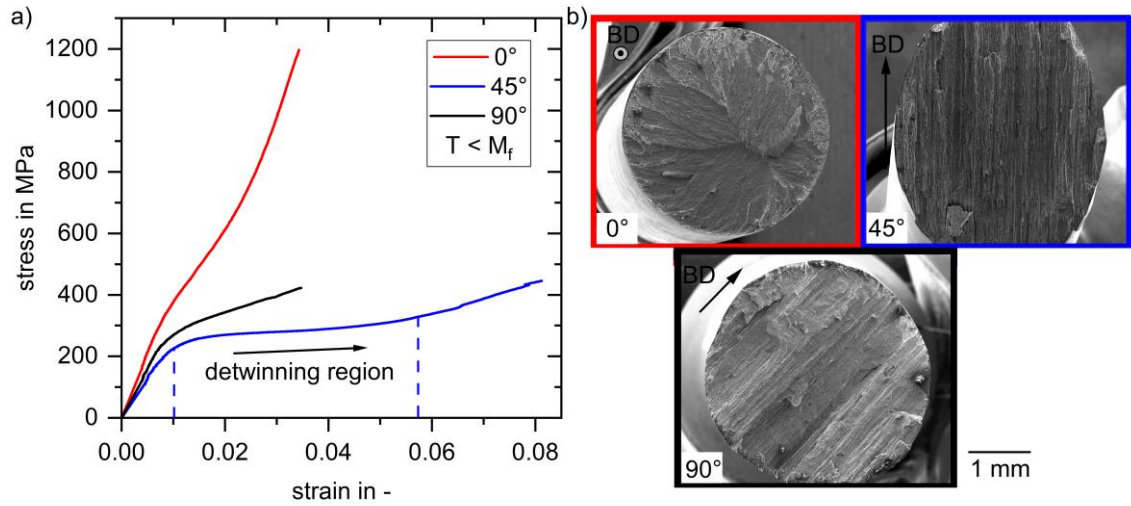 a)
1200
1000
800
600
400
200
0
stress in MPa
0°
45°
90°
T < M_f
detwinning region
0.00 0.02 0.04 0.06 0.08
strain in -
b)
BD
0°
BD
45°
BD
90°
1 mm